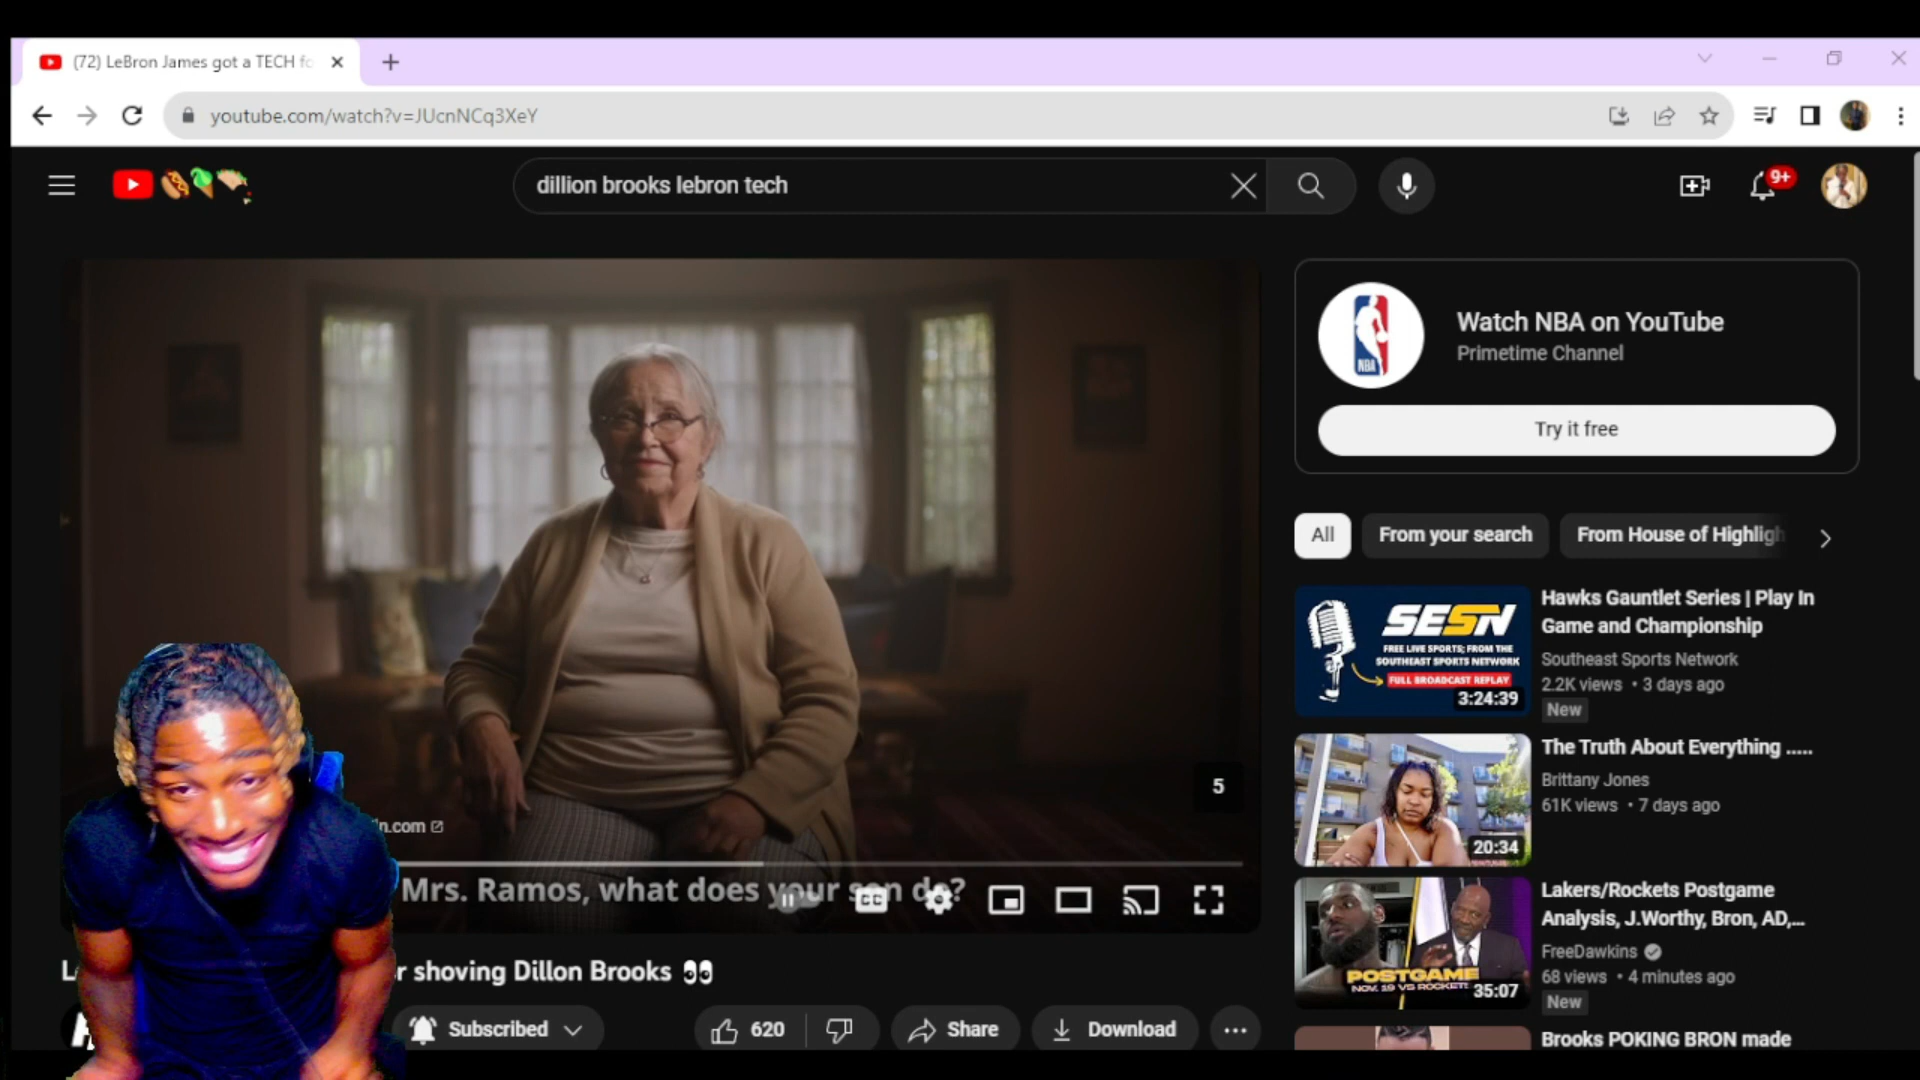 (72) LeBron James got a TECH fo
youtube.com/watch?v=JUcnNCq3XeY
dillion brooks lebron tech
9+
NBA
Watch NBA on YouTube
Primetime Channel
Try it free
All
From your search
From House of Highligh
5
n.com
Mrs. Ramos, what does your son do?
CC
r shoving Dillon Brooks 👀
Subscribed
620
Share
Download
SESN
FREE LIVE SPORTS; FROM THE
SOUTHEAST SPORTS NETWORK
FULL BROADCAST REPLAY
3:24:39
Hawks Gauntlet Series | Play In
Game and Championship
Southeast Sports Network
2.2K views • 3 days ago
New
20:34
The Truth About Everything .....
Brittany Jones
61K views • 7 days ago
POSTGAME
NOV. 19 VS ROCKETS
35:07
Lakers/Rockets Postgame
Analysis, J.Worthy, Bron, AD,...
FreeDawkins
68 views • 4 minutes ago
New
Brooks POKING BRON made